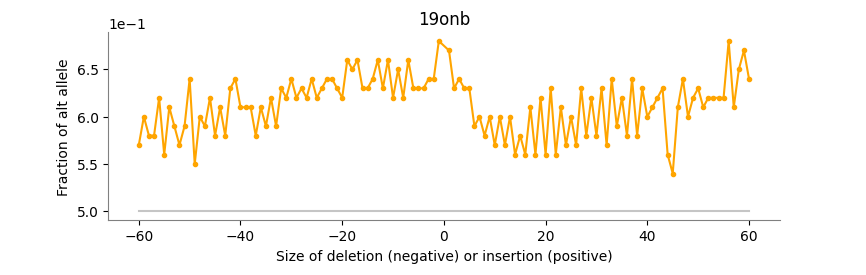 19onb
1e−1
6.5
6.0
5.5
5.0
Fraction of alt allele
−60 −40 −20 0 20 40 60
Size of deletion (negative) or insertion (positive)